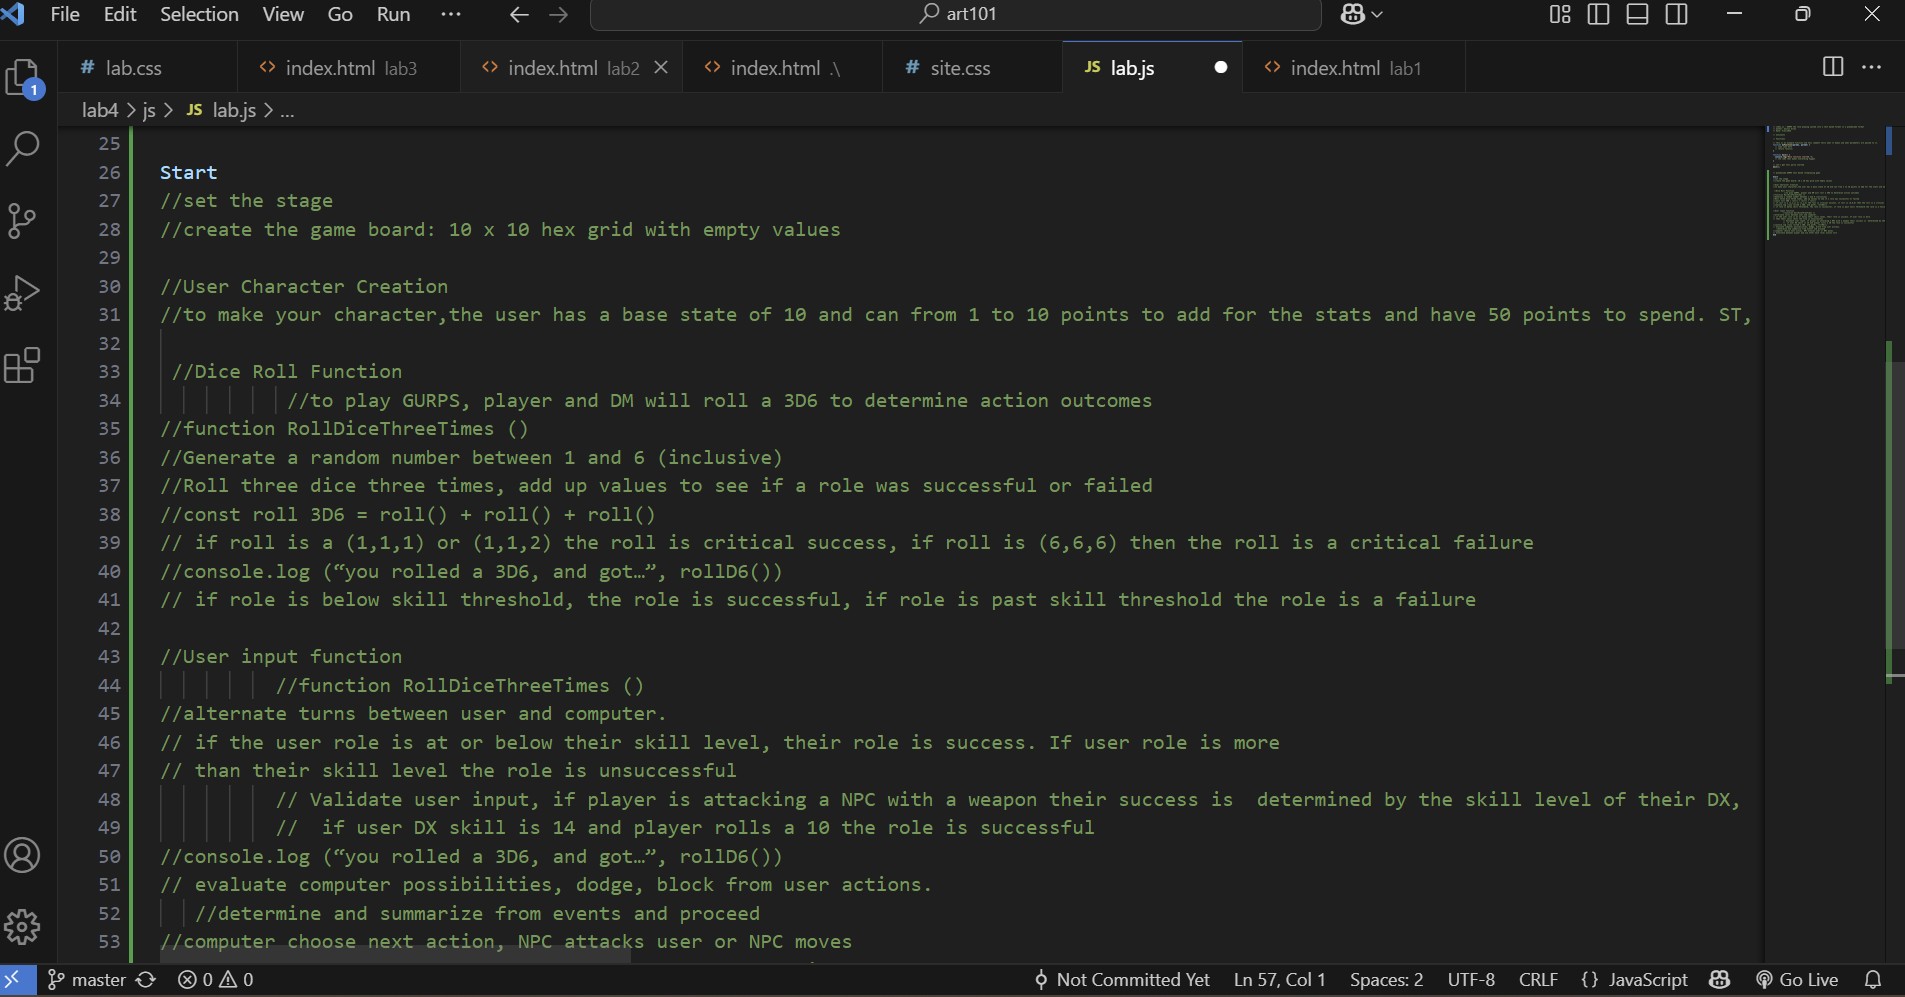 File Edit Selection View Go Run ... art101
# lab.css <> index.html lab3 <> index.html lab2 <> index.html .\ # site.css JS lab.js <> index.html lab1
lab4 > js > JS lab.js > ...
25
26 Start
27 //set the stage
28 //create the game board: 10 x 10 hex grid with empty values
29
30 //User Character Creation
31 //to make your character,the user has a base state of 10 and can from 1 to 10 points to add for the stats and have 50 points to spend. ST,
32
33 //Dice Roll Function
34 //to play GURPS, player and DM will roll a 3D6 to determine action outcomes
35 //function RollDiceThreeTimes ()
36 //Generate a random number between 1 and 6 (inclusive)
37 //Roll three dice three times, add up values to see if a role was successful or failed
38 //const roll 3D6 = roll() + roll() + roll()
39 // if roll is a (1,1,1) or (1,1,2) the roll is critical success, if roll is (6,6,6) then the roll is a critical failure
40 //console.log (“you rolled a 3D6, and got…”, rollD6())
41 // if role is below skill threshold, the role is successful, if role is past skill threshold the role is a failure
42
43 //User input function
44 //function RollDiceThreeTimes ()
45 //alternate turns between user and computer.
46 // if the user role is at or below their skill level, their role is success. If user role is more
47 // than their skill level the role is unsuccessful
48 // Validate user input, if player is attacking a NPC with a weapon their success is  determined by the skill level of their DX,
49 //  if user DX skill is 14 and player rolls a 10 the role is successful
50 //console.log (“you rolled a 3D6, and got…”, rollD6())
51 // evaluate computer possibilities, dodge, block from user actions.
52 //determine and summarize from events and proceed
53 //computer choose next action, NPC attacks user or NPC moves
1
master 0 0 Not Committed Yet Ln 57, Col 1 Spaces: 2 UTF-8 CRLF {} JavaScript Go Live